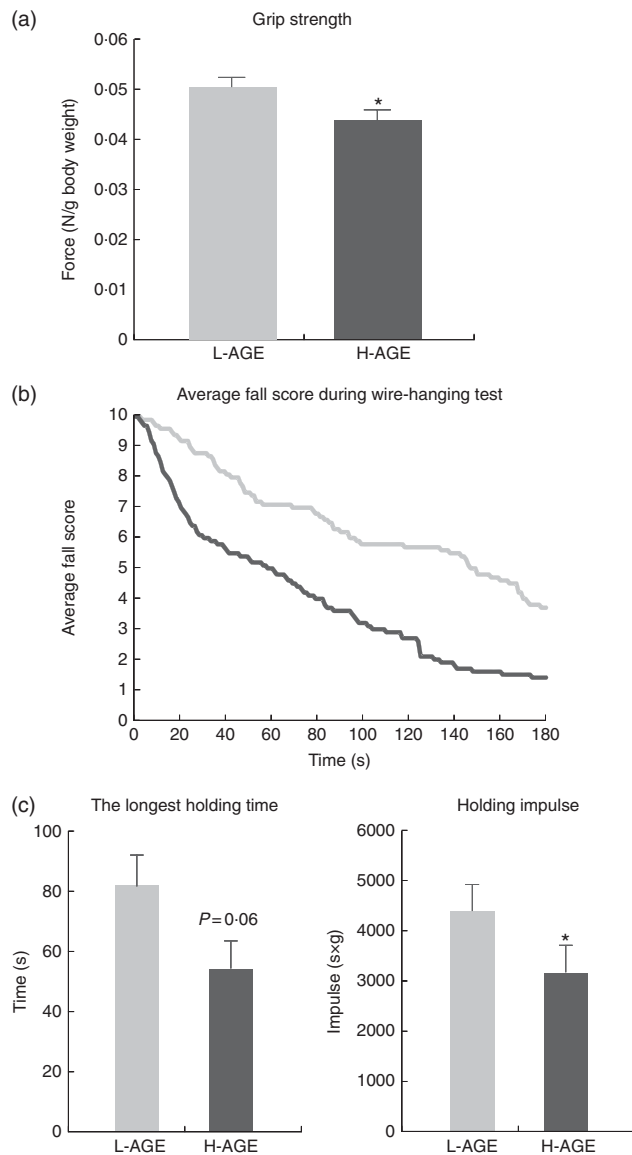 (a)
Grip strength
Force (N/g body weight)
0·06
0·05
0·04
0·03
0·02
0·01
0
*
L-AGE H-AGE
(b)
Average fall score during wire-hanging test
Average fall score
10
9
8
7
6
5
4
3
2
1
0
0 20 40 60 80 100 120 140 160 180
Time (s)
(c)
The longest holding time
Time (s)
100
80
60
40
20
0
P=0·06
L-AGE H-AGE
Holding impulse
Impulse (s×g)
6000
5000
4000
3000
2000
1000
0
*
L-AGE H-AGE